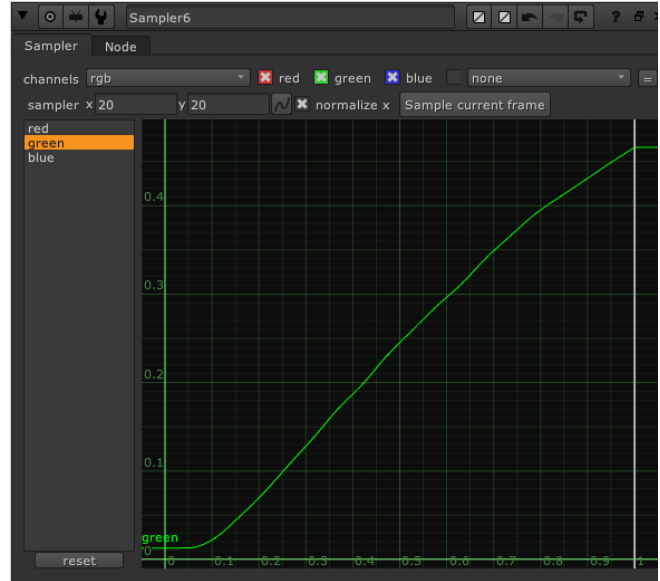 Sampler6 ?
Sampler Node
channels rgb red green blue none =
sampler x 20 y 20 normalize x Sample current frame
red
green
blue
0.4
0.3
0.2
0.1
green
0
0 0.1 0.2 0.3 0.4 0.5 0.6 0.7 0.8 0.9 1
reset